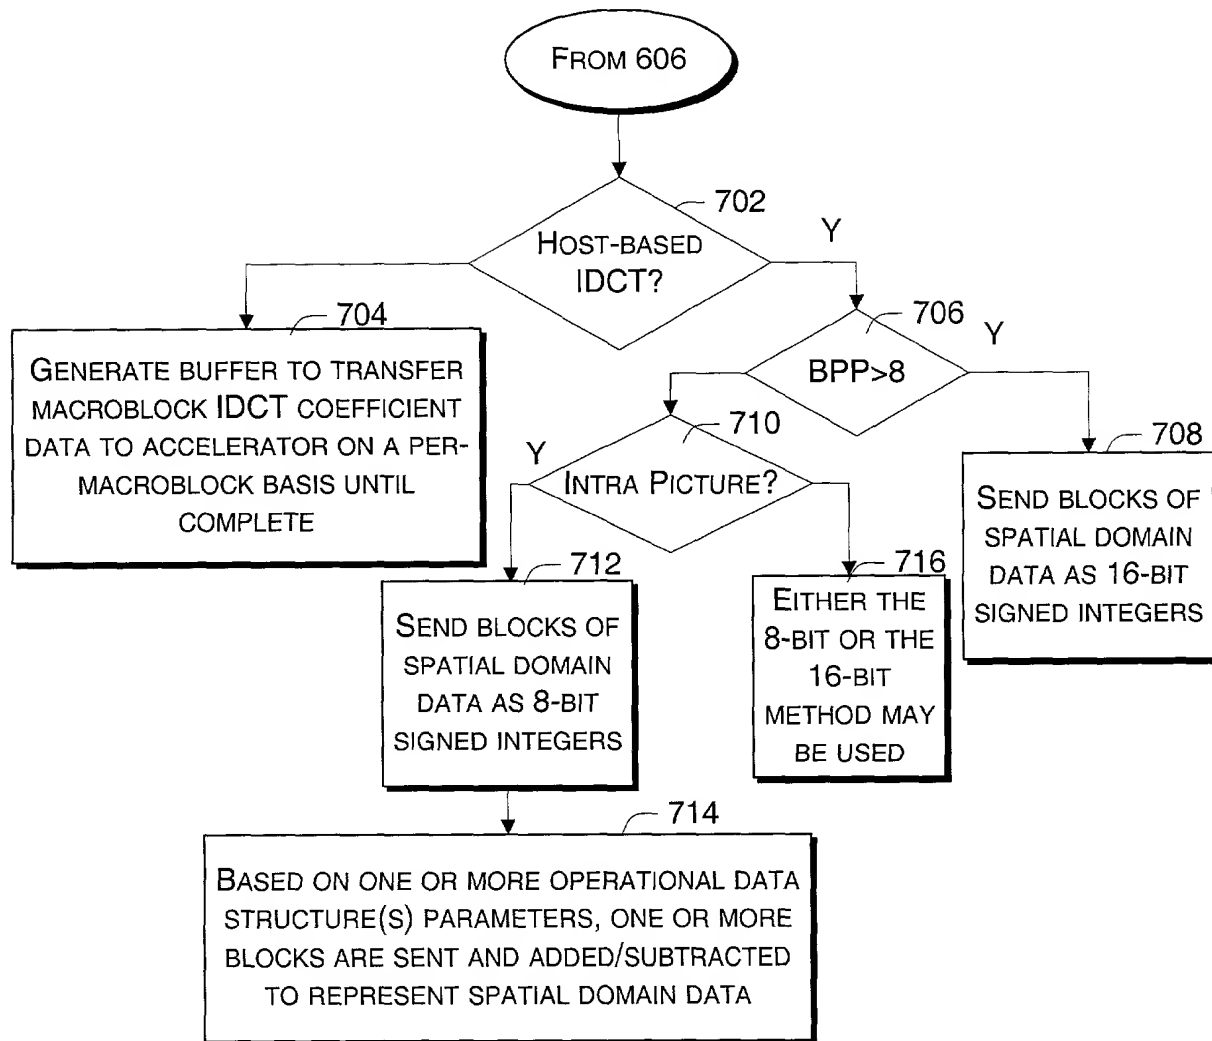 FROM 606
702
Y
HOST-BASED
IDCT?
704
GENERATE BUFFER TO TRANSFER
MACROBLOCK IDCT COEFFICIENT
DATA TO ACCELERATOR ON A PER-
MACROBLOCK BASIS UNTIL
COMPLETE
706
Y
BPP>8
710
Y
INTRA PICTURE?
708
SEND BLOCKS OF
SPATIAL DOMAIN
DATA AS 16-BIT
SIGNED INTEGERS
712
SEND BLOCKS OF
SPATIAL DOMAIN
DATA AS 8-BIT
SIGNED INTEGERS
716
EITHER THE
8-BIT OR THE
16-BIT
METHOD MAY
BE USED
714
BASED ON ONE OR MORE OPERATIONAL DATA
STRUCTURE(S) PARAMETERS, ONE OR MORE
BLOCKS ARE SENT AND ADDED/SUBTRACTED
TO REPRESENT SPATIAL DOMAIN DATA